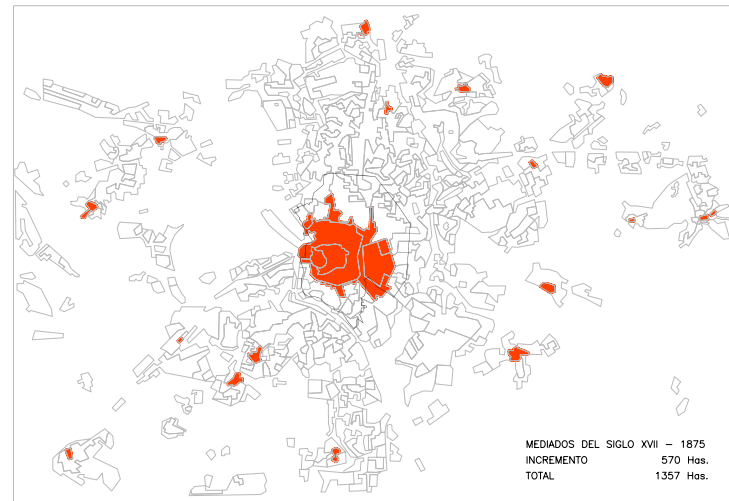 MEDIADOS DEL SIGLO XVII – 1875
INCREMENTO 570 Has.
TOTAL 1357 Has.